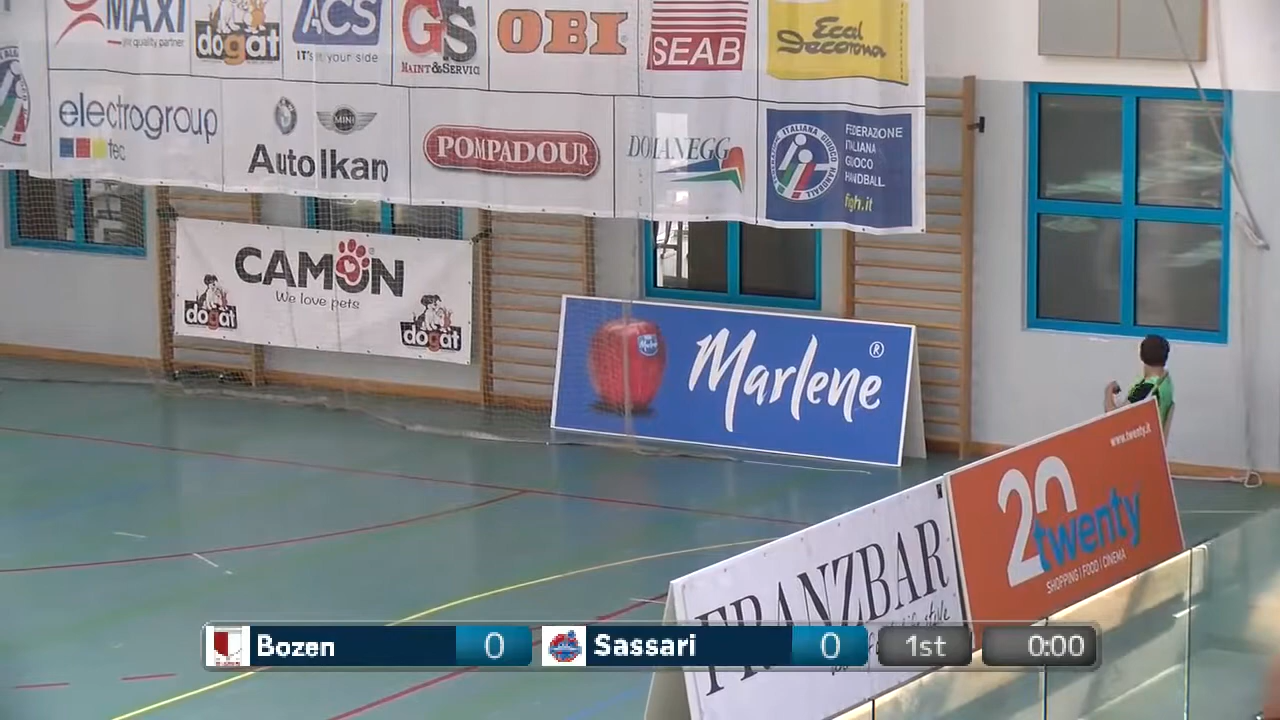 MAXI
your quality partner
dogat
ACS
IT's it your side
GS
MAINT&SERVICE
OBI
SEAB
Ecal
Decorona
electrogroup
tec
MINI
Auto Ikan
POMPADOUR
FEDERAZIONE
ITALIANA
GIUOCO
HANDBALL
figh.it
CAMON
We love pets
dogat
dogat
Marlene®
www.twenty.it
20
twenty
SHOPPING | FOOD | CINEMA
FRANZBAR
Bozen 0 Sassari 0 1st 0:00